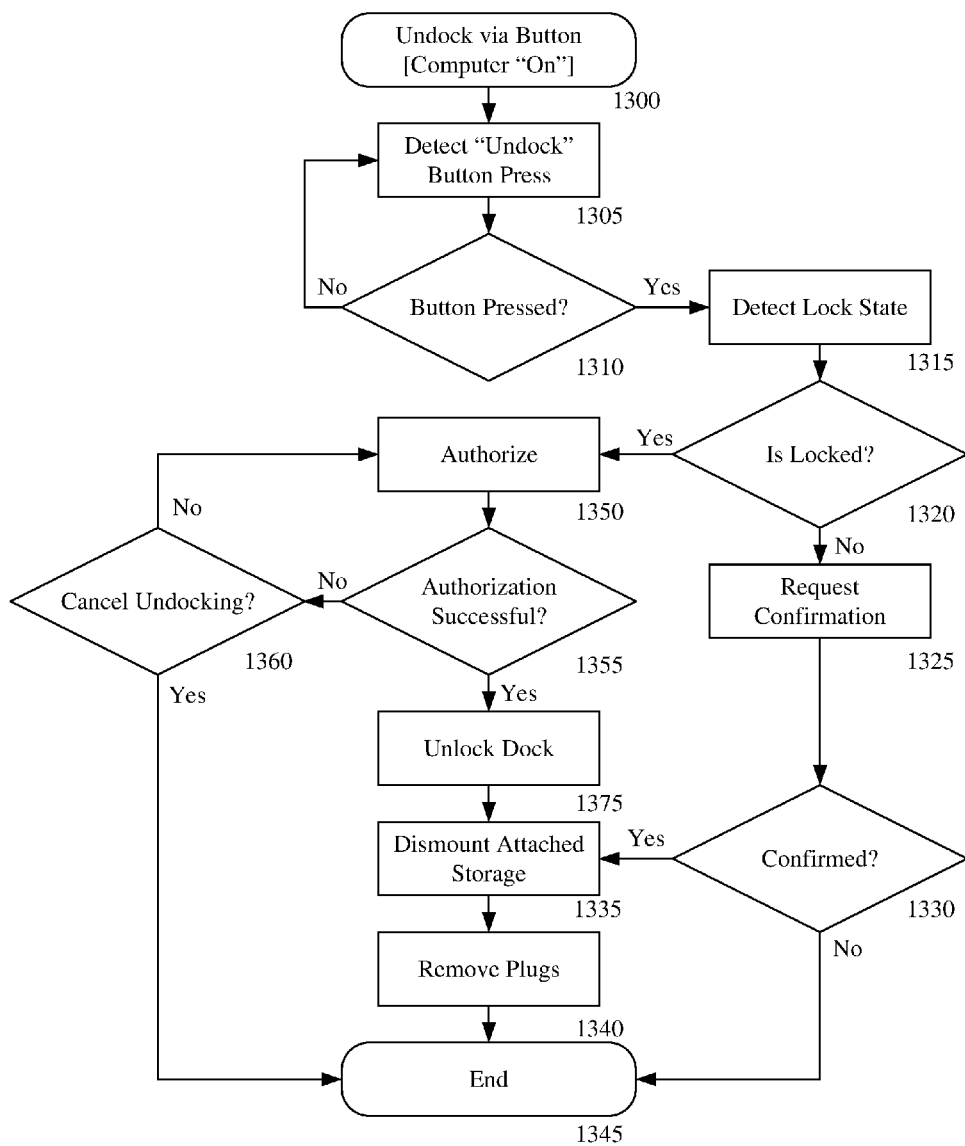 Undock via Button
[Computer “On”]
1300
Detect “Undock”
Button Press
1305
No
Button Pressed?
Yes
1310
Detect Lock State
1315
Authorize
Yes
Is Locked?
1350
1320
No
No
Cancel Undocking?
No
Authorization
Successful?
Request
Confirmation
1360
1355
1325
Yes
Yes
Unlock Dock
1375
Dismount Attached
Storage
Yes
Confirmed?
1335
1330
No
Remove Plugs
1340
End
1345